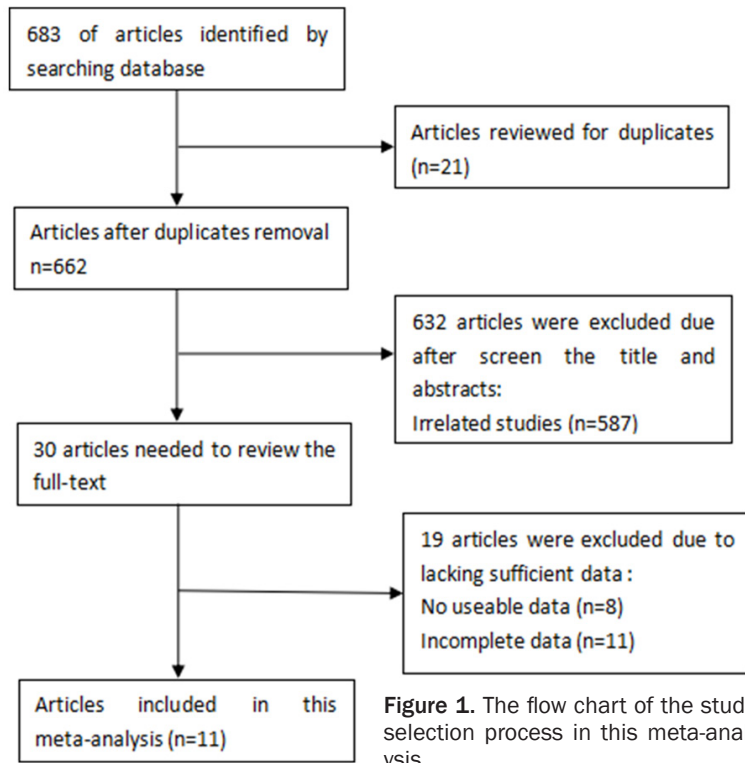 683 of articles identified by
searching database
Articles reviewed for duplicates
(n=21)
Articles after duplicates removal
n=662
632 articles were excluded due
after screen the title and
abstracts:
Irrelated studies (n=587)
30 articles needed to review the
full-text
19 articles were excluded due to
lacking sufficient data :
No useable data (n=8)
Incomplete data (n=11)
Articles included in this
meta-analysis (n=11)
Figure 1. The flow chart of the stud
selection process in this meta-ana
ysis